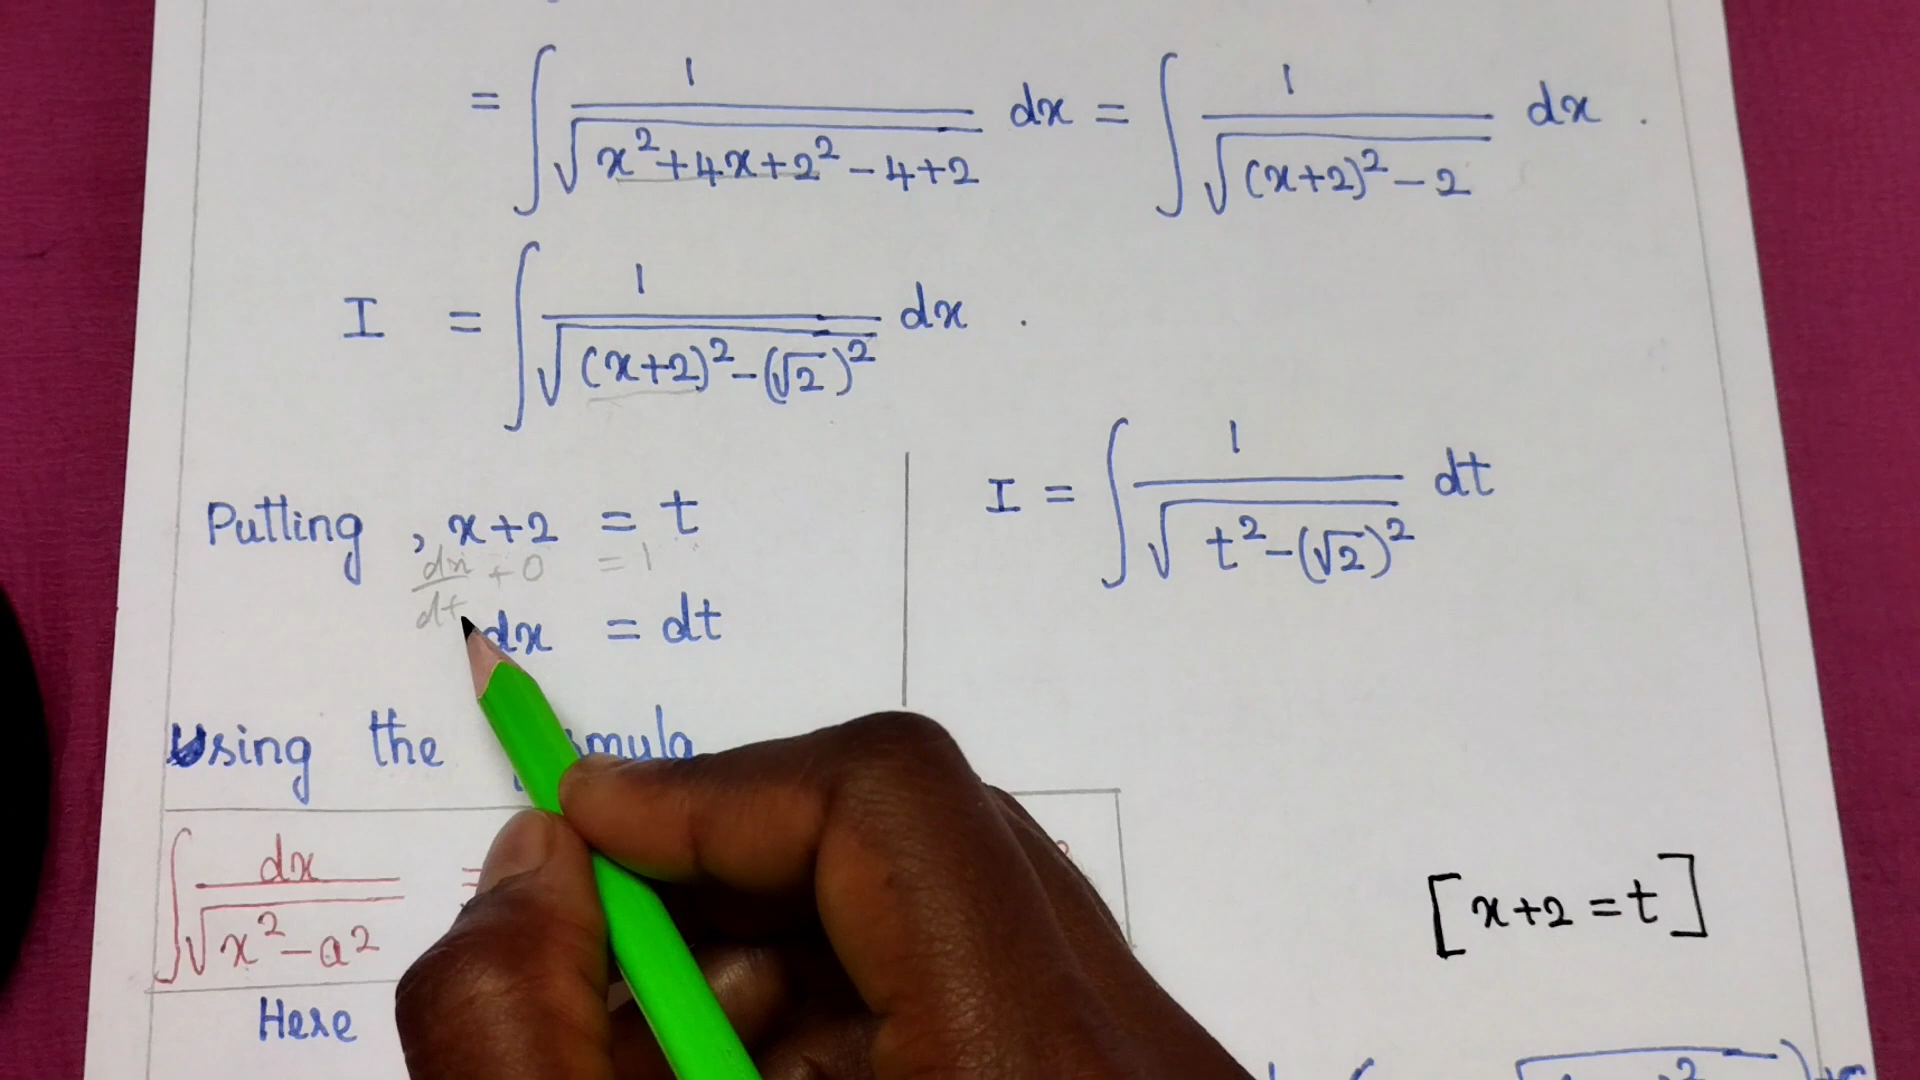 = ∫ 1/√(x²+4x+2²-4+2) dx = ∫ 1/√((x+2)²-2) dx .
I = ∫ 1/√((x+2)²-(√2)²) dx .
Putting , x+2 = t
dx/dt + 0 = 1
dx = dt
I = ∫ 1/√(t²-(√2)²) dt
Using the
∫ dx/√(x²-a²) =
[x+2 = t]
Here